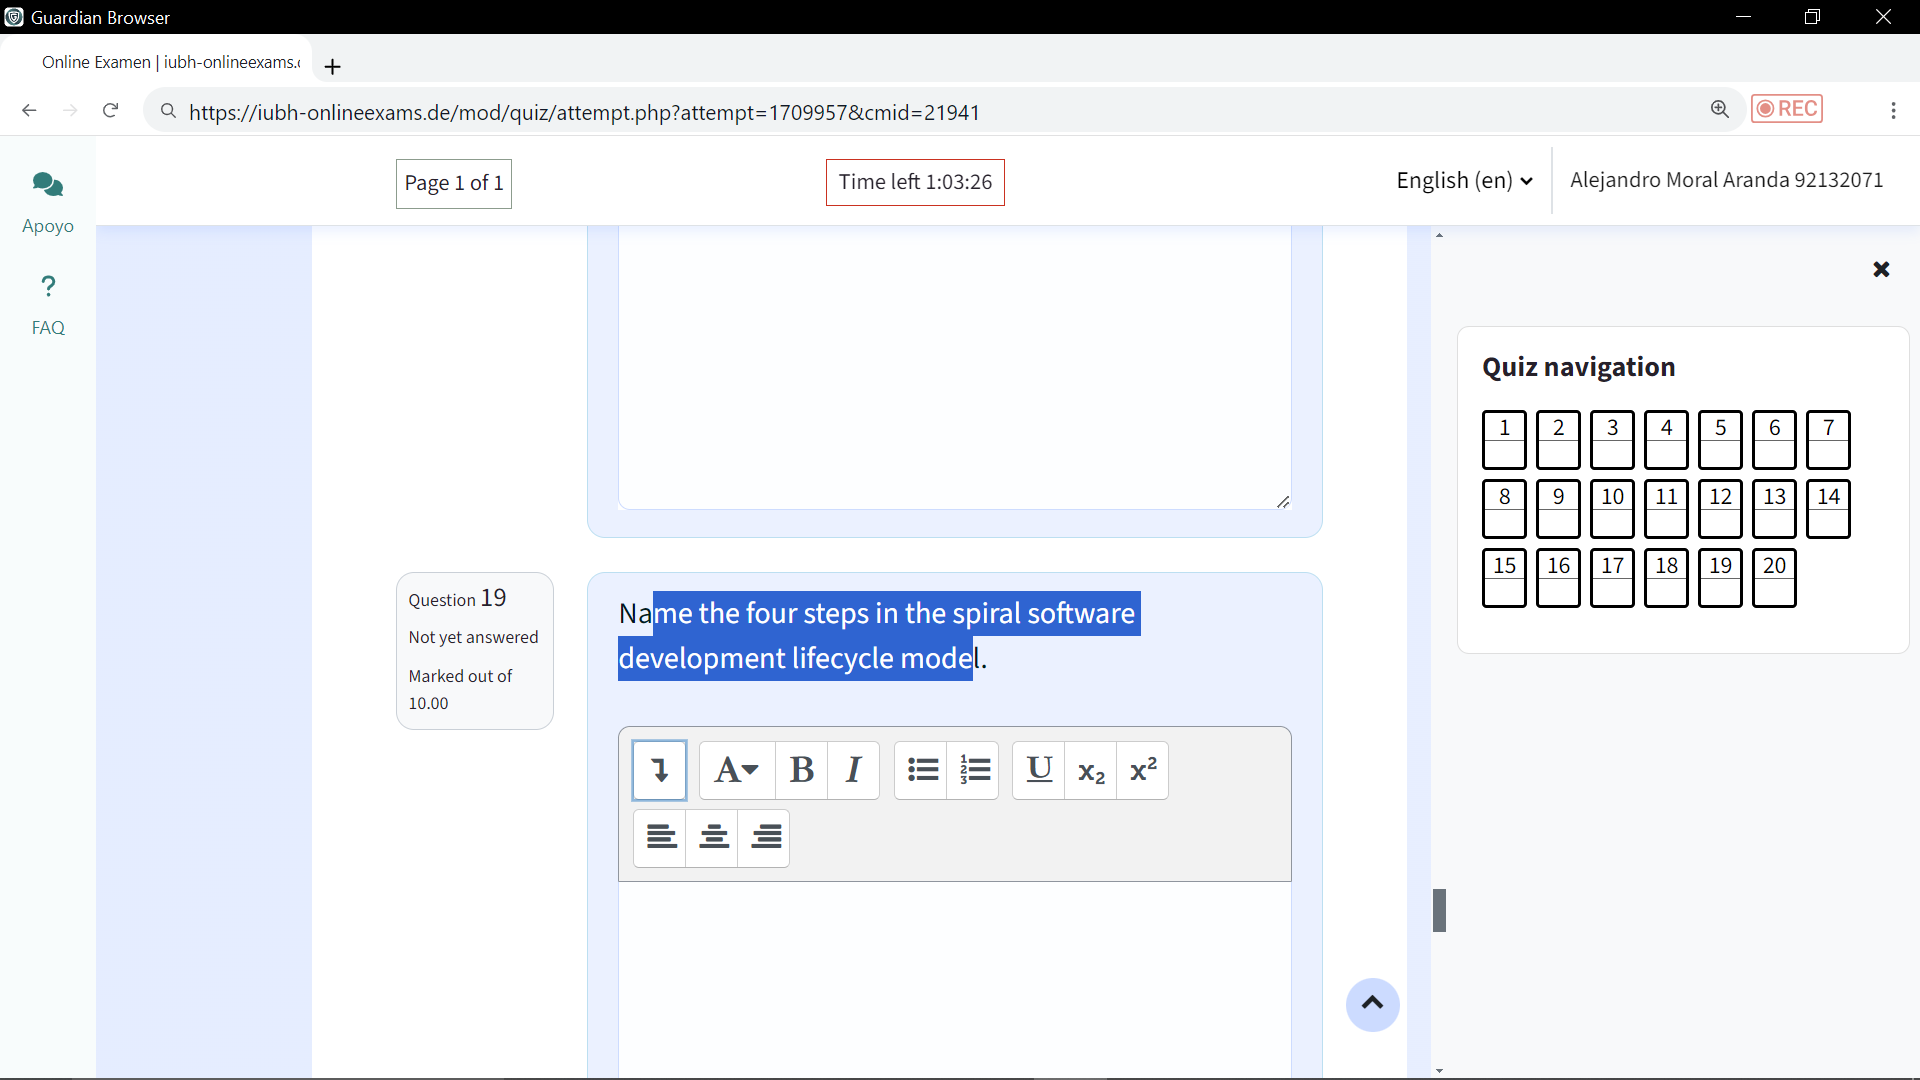 Guardian Browser
Online Examen | iubh-onlineexams.
https://iubh-onlineexams.de/mod/quiz/attempt.php?attempt=1709957&cmid=21941
REC
Page 1 of 1
Time left 1:03:26
English (en)
Alejandro Moral Aranda 92132071
Apoyo
?
FAQ
Quiz navigation
1 2 3 4 5 6 7
8 9 10 11 12 13 14
15 16 17 18 19 20
Question 19
Not yet answered
Marked out of
10.00
Name the four steps in the spiral software
development lifecycle model.
A B I U x2 x2